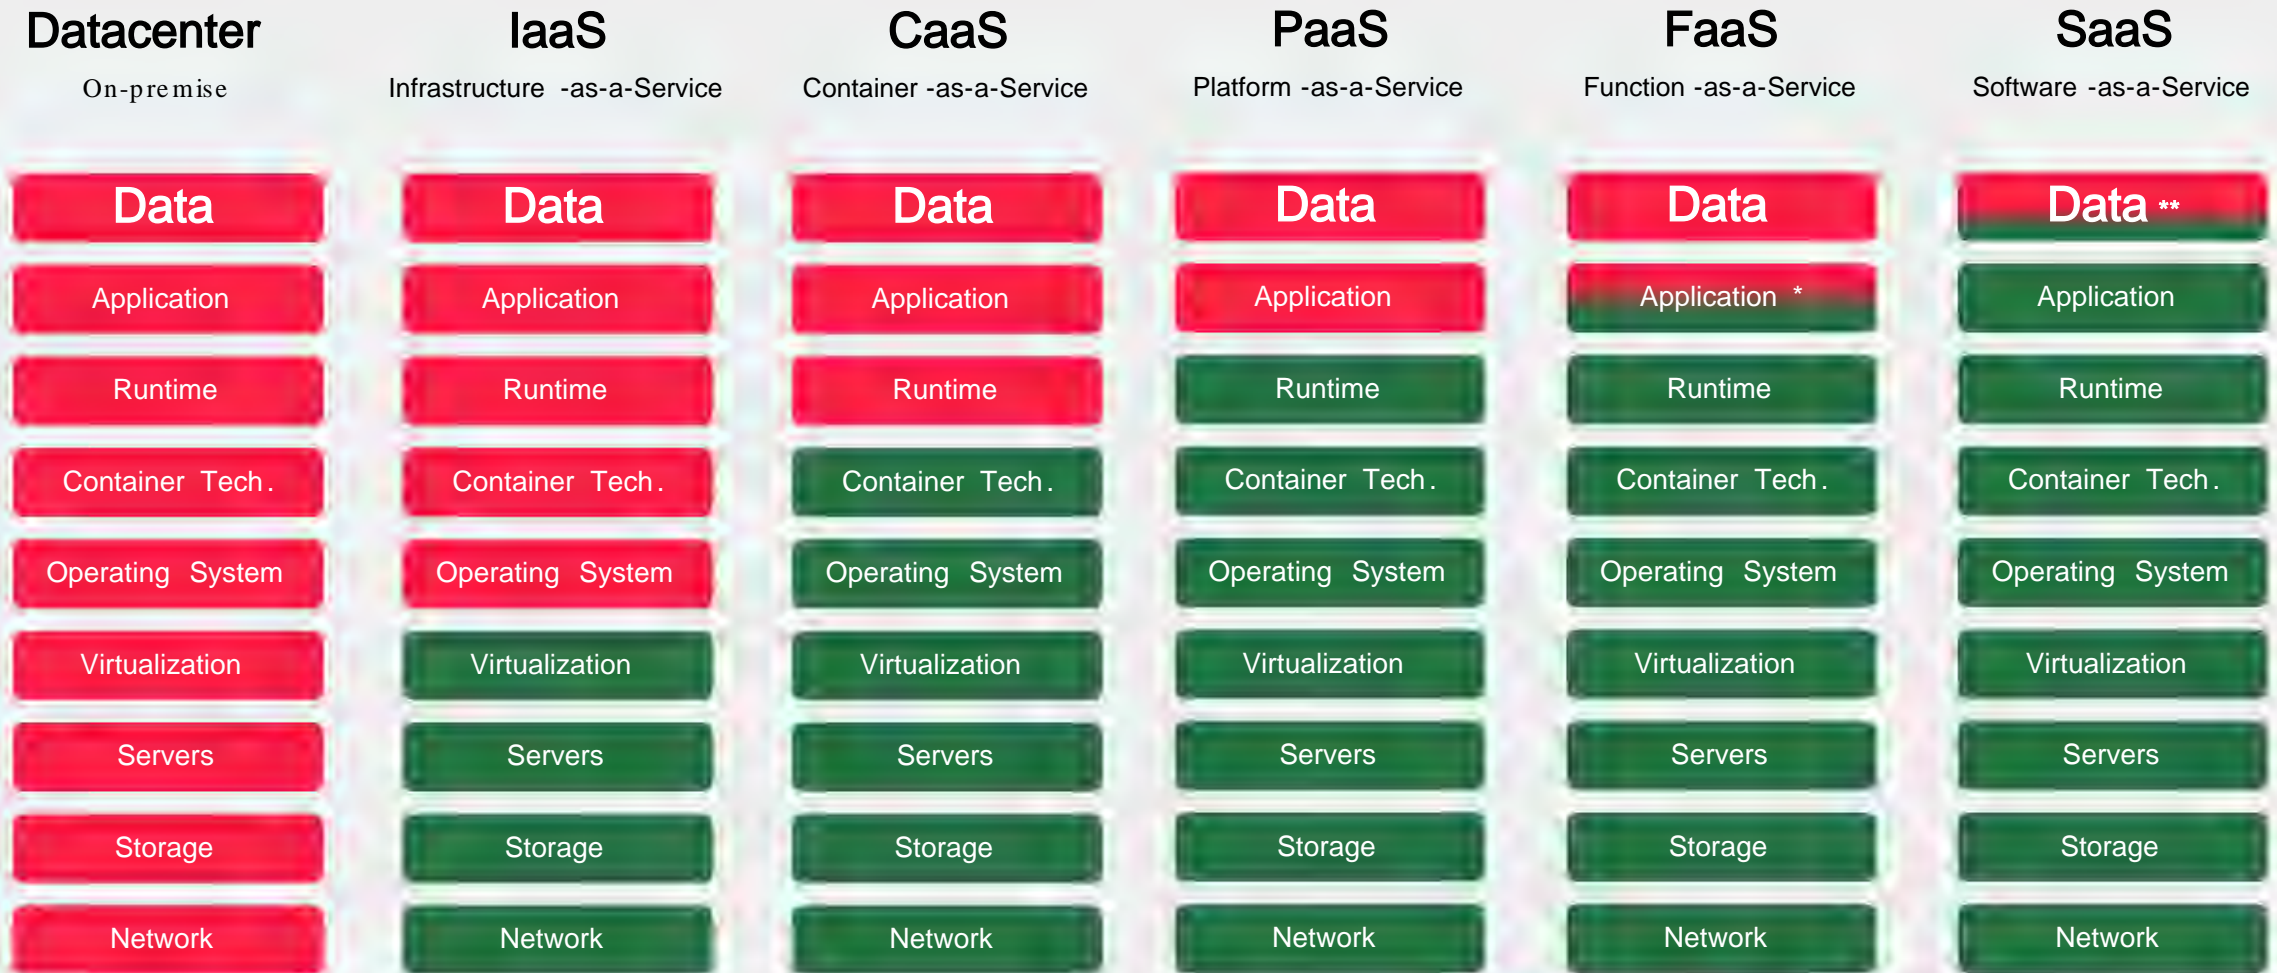 Datacenter IaaS CaaS PaaS FaaS SaaS
On-premise Infrastructure -as-a-Service Container -as-a-Service Platform -as-a-Service Function -as-a-Service Software -as-a-Service
Data Data Data Data Data Data **
Application Application Application Application Application * Application
Runtime Runtime Runtime Runtime Runtime Runtime
Container Tech. Container Tech. Container Tech. Container Tech. Container Tech. Container Tech.
Operating System Operating System Operating System Operating System Operating System Operating System
Virtualization Virtualization Virtualization Virtualization Virtualization Virtualization
Servers Servers Servers Servers Servers Servers
Storage Storage Storage Storage Storage Storage
Network Network Network Network Network Network